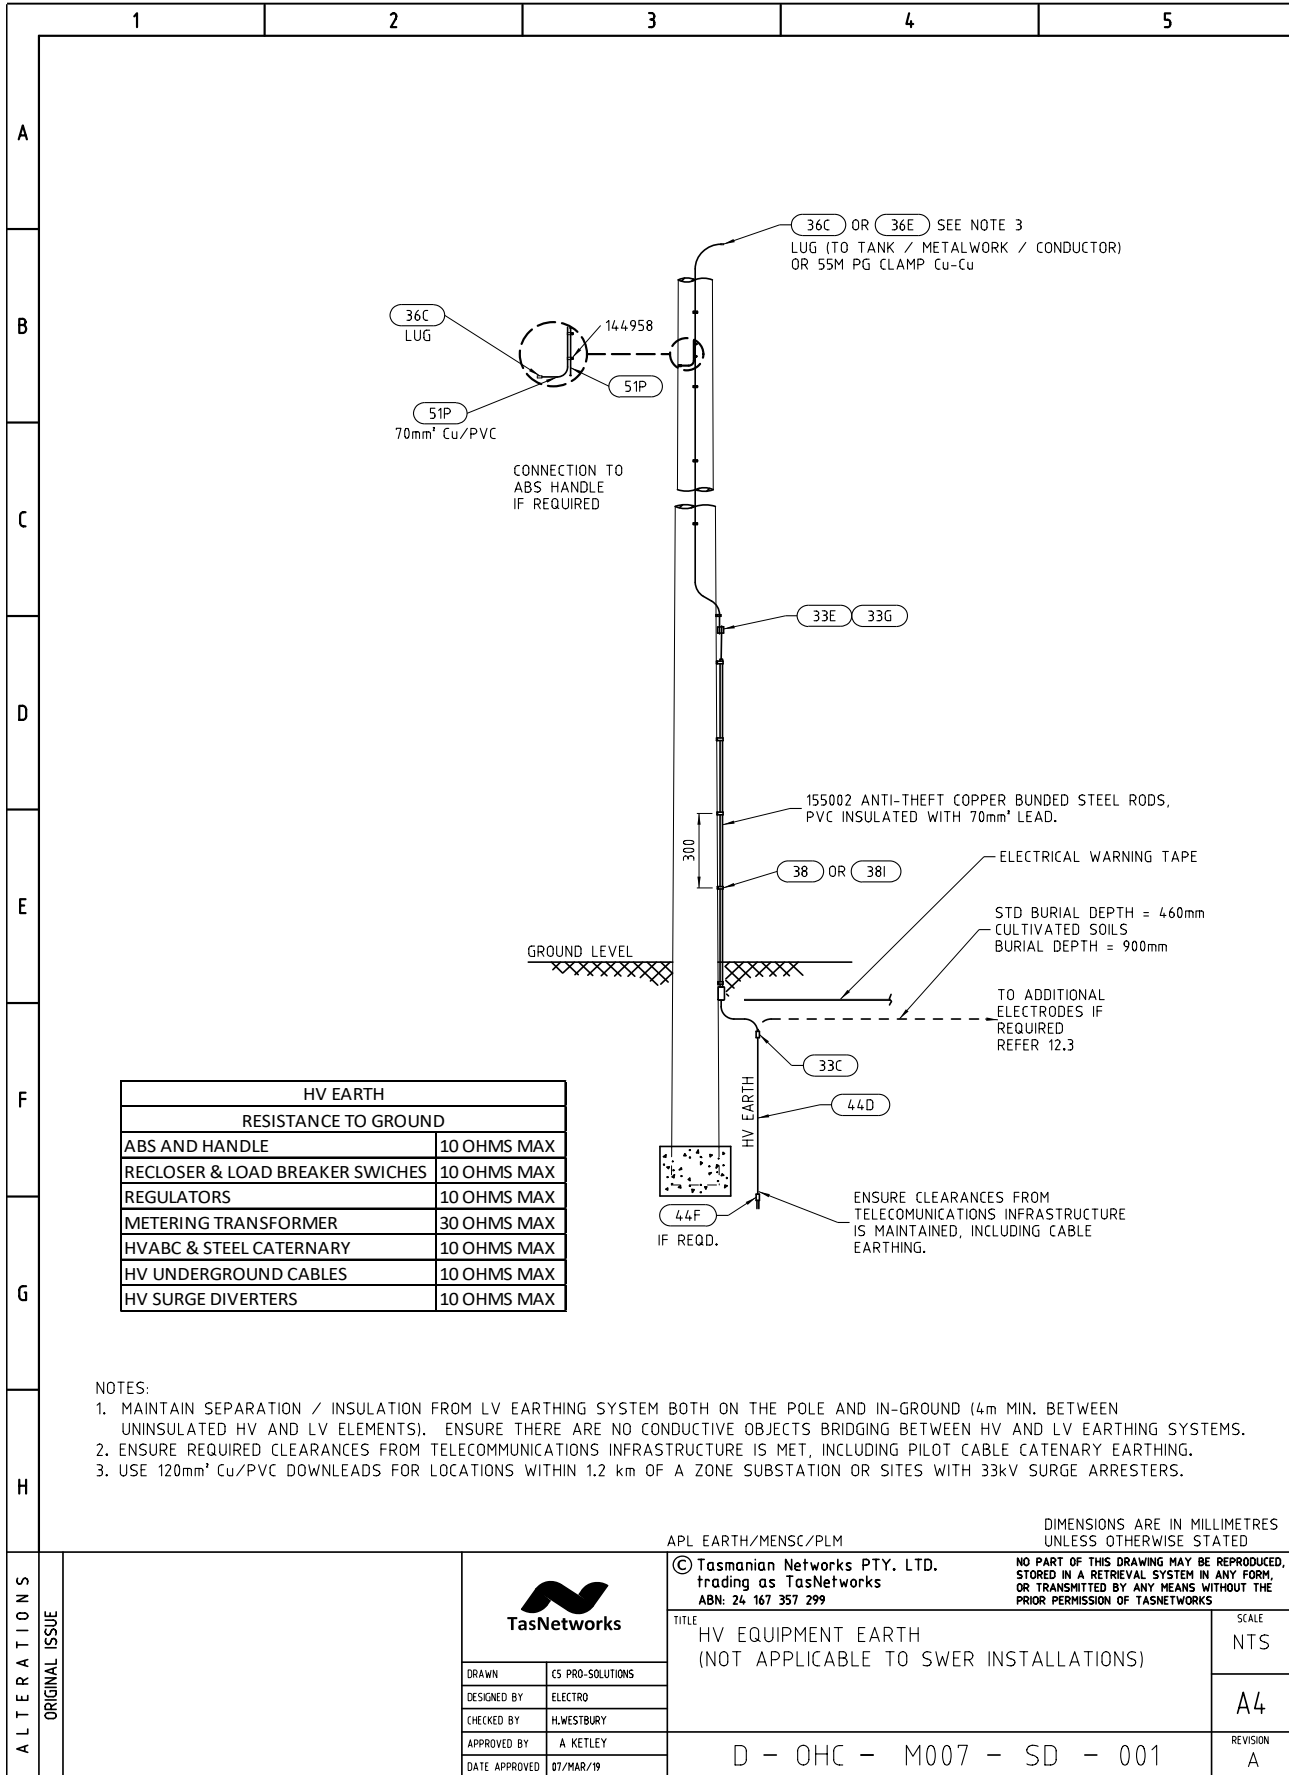 1 2 3 4 5
A
B
C
D
E
F
G
H
36C OR 36E SEE NOTE 3
LUG (TO TANK / METALWORK / CONDUCTOR)
OR 55M PG CLAMP Cu-Cu
36C
LUG
144958
51P
51P
70mm² Cu/PVC
CONNECTION TO
ABS HANDLE
IF REQUIRED
33E 33G
155002 ANTI-THEFT COPPER BUNDED STEEL RODS,
PVC INSULATED WITH 70mm² LEAD.
300
38 OR 38I
ELECTRICAL WARNING TAPE
STD BURIAL DEPTH = 460mm
CULTIVATED SOILS
BURIAL DEPTH = 900mm
GROUND LEVEL
TO ADDITIONAL
ELECTRODES IF
REQUIRED
REFER 12.3
33C
HV EARTH
44D
44F
IF REQD.
ENSURE CLEARANCES FROM
TELECOMUNICATIONS INFRASTRUCTURE
IS MAINTAINED, INCLUDING CABLE
EARTHING.
HV EARTH
RESISTANCE TO GROUND
ABS AND HANDLE 10 OHMS MAX
RECLOSER & LOAD BREAKER SWICHES 10 OHMS MAX
REGULATORS 10 OHMS MAX
METERING TRANSFORMER 30 OHMS MAX
HVABC & STEEL CATERNARY 10 OHMS MAX
HV UNDERGROUND CABLES 10 OHMS MAX
HV SURGE DIVERTERS 10 OHMS MAX
NOTES:
1. MAINTAIN SEPARATION / INSULATION FROM LV EARTHING SYSTEM BOTH ON THE POLE AND IN-GROUND (4m MIN. BETWEEN
UNINSULATED HV AND LV ELEMENTS). ENSURE THERE ARE NO CONDUCTIVE OBJECTS BRIDGING BETWEEN HV AND LV EARTHING SYSTEMS.
2. ENSURE REQUIRED CLEARANCES FROM TELECOMMUNICATIONS INFRASTRUCTURE IS MET, INCLUDING PILOT CABLE CATENARY EARTHING.
3. USE 120mm² Cu/PVC DOWNLEADS FOR LOCATIONS WITHIN 1.2 km OF A ZONE SUBSTATION OR SITES WITH 33kV SURGE ARRESTERS.
APL EARTH/MENSC/PLM
DIMENSIONS ARE IN MILLIMETRES
UNLESS OTHERWISE STATED
ALTERATIONS
ORIGINAL ISSUE
TasNetworks
© Tasmanian Networks PTY. LTD.
trading as TasNetworks
ABN: 24 167 357 299
NO PART OF THIS DRAWING MAY BE REPRODUCED,
STORED IN A RETRIEVAL SYSTEM IN ANY FORM,
OR TRANSMITTED BY ANY MEANS WITHOUT THE
PRIOR PERMISSION OF TASNETWORKS
TITLE
HV EQUIPMENT EARTH
(NOT APPLICABLE TO SWER INSTALLATIONS)
SCALE
NTS
A4
DRAWN C5 PRO-SOLUTIONS
DESIGNED BY ELECTRO
CHECKED BY H.WESTBURY
APPROVED BY A KETLEY
DATE APPROVED 07/MAR/19
D - OHC - M007 - SD - 001
REVISION
A